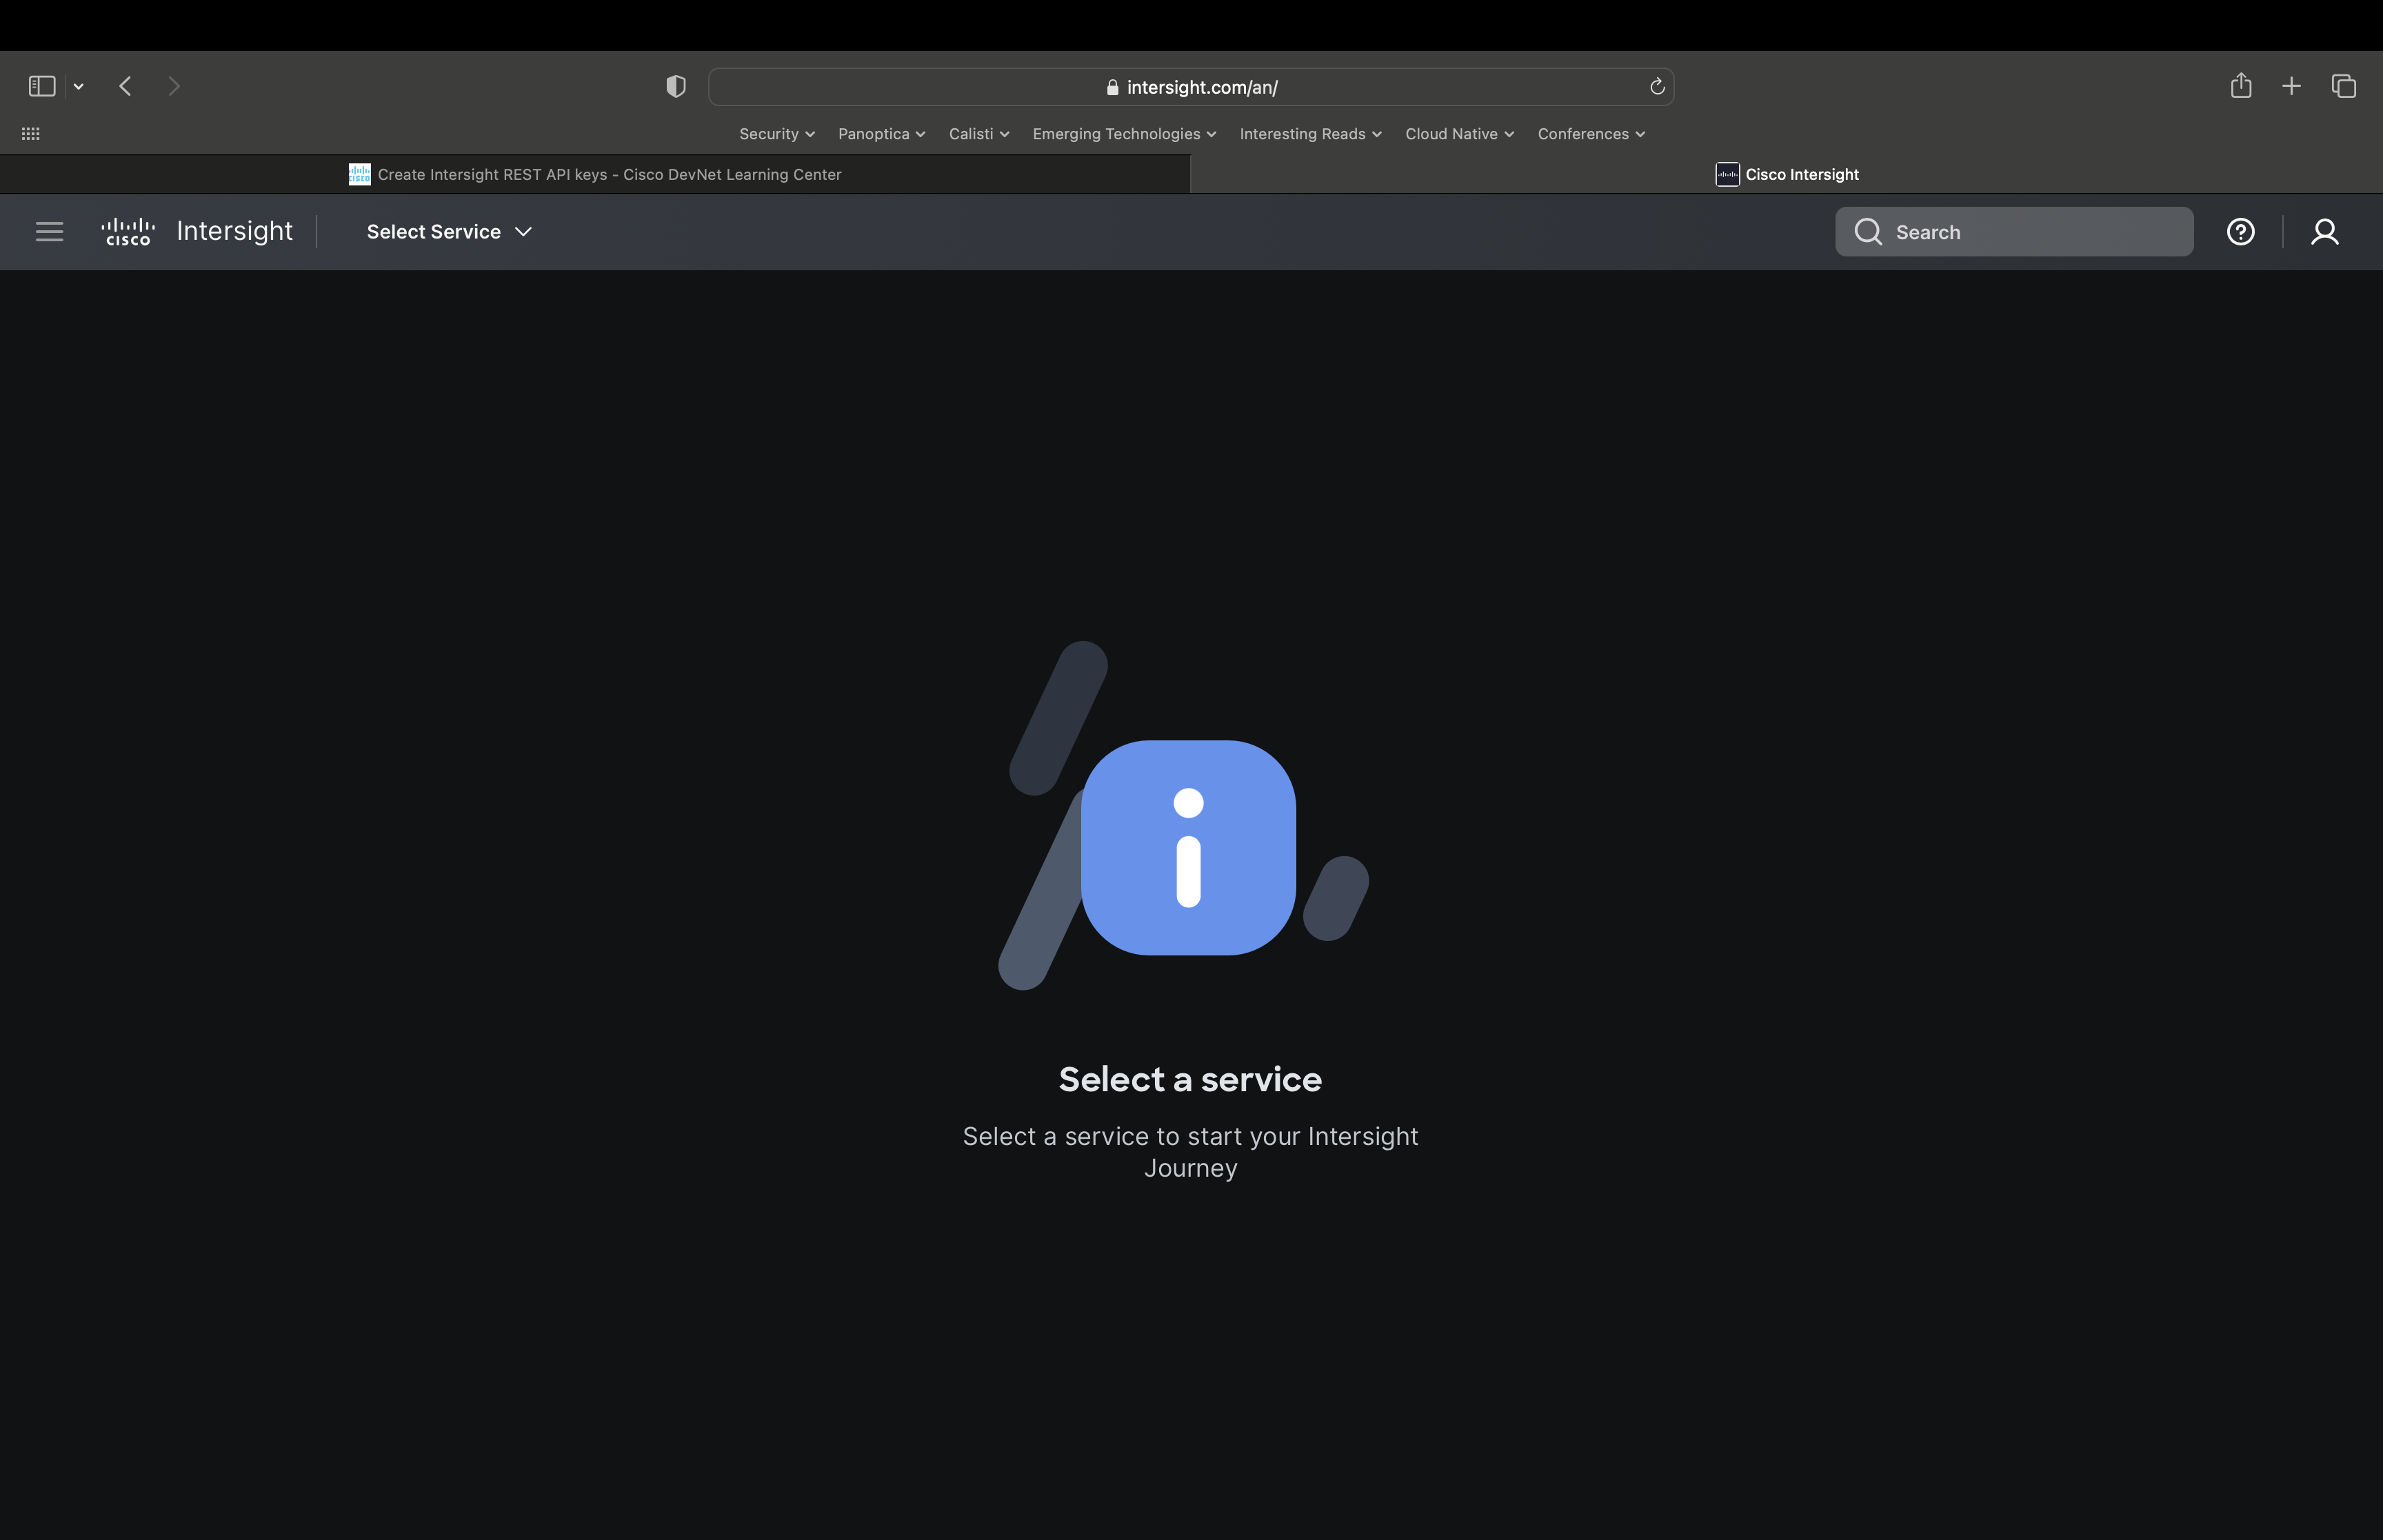 intersight.com/an/
Security Panoptica Calisti Emerging Technologies Interesting Reads Cloud Native Conferences
Create Intersight REST API keys - Cisco DevNet Learning Center
Cisco Intersight
CISCO Intersight Select Service Search
Select a service
Select a service to start your Intersight
Journey